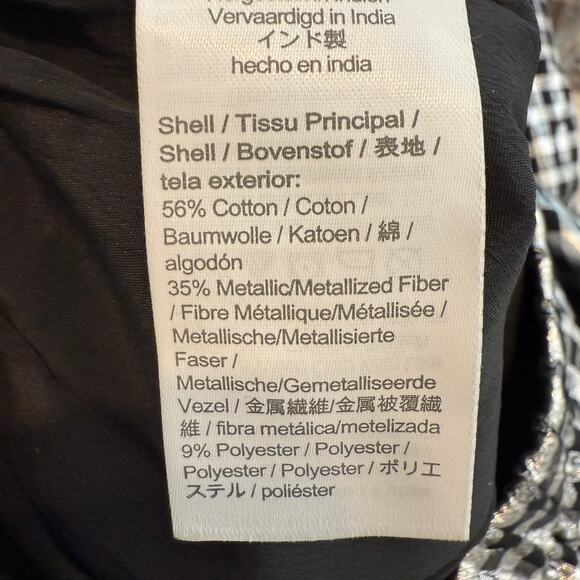 Vervaardigd in India
インド製
hecho en india
Shell / Tissu Principal /
Shell / Bovenstof / 表地 /
tela exterior:
56% Cotton / Coton /
Baumwolle / Katoen / 綿 /
algodón
35% Metallic/Metallized Fiber
/ Fibre Métallique/Métallisée /
Metallische/Metallisierte
Faser /
Metallische/Gemetalliseerde
Vezel / 金属繊維/金属被覆繊
維 / fibra metálica/metelizada
9% Polyester / Polyester /
Polyester / Polyester / ポリエ
ステル / poliéster